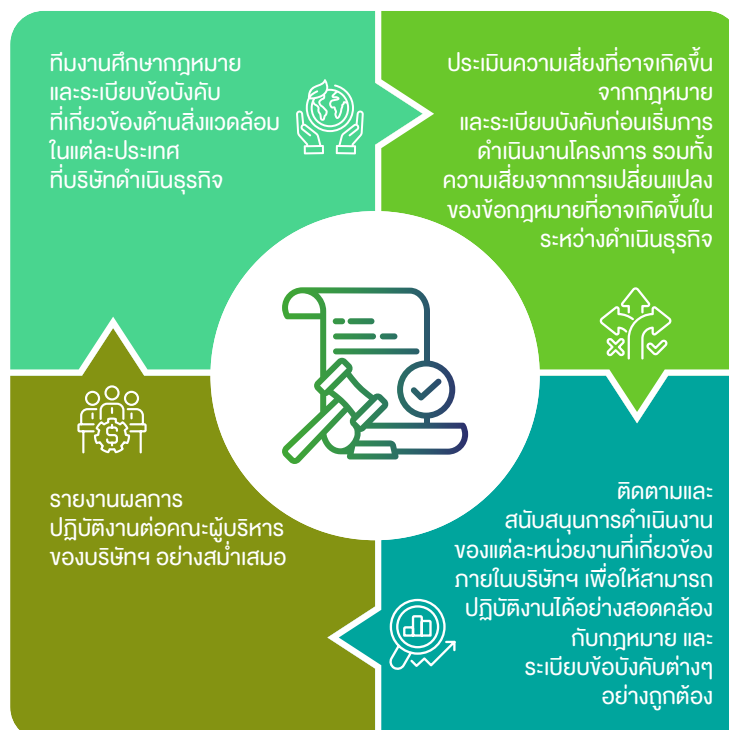 ทีมงานศึกษากฎหมาย
และระเบียบข้อบังคับ
ที่เกี่ยวข้องด้านสิ่งแวดล้อม
ในแต่ละประเทศ
ที่บริษัทดำเนินธุรกิจ
ประเมินความเสี่ยงที่อาจเกิดขึ้น
จากกฎหมาย
และระเบียบบังคับก่อนเริ่มการ
ดำเนินงานโครงการ รวมทั้ง
ความเสี่ยงจากการเปลี่ยนแปลง
ของข้อกฎหมายที่อาจเกิดขึ้นใน
ระหว่างดำเนินธุรกิจ
ติดตามและ
สนับสนุนการดำเนินงาน
ของแต่ละหน่วยงานที่เกี่ยวข้อง
ภายในบริษัทฯ เพื่อให้สามารถ
ปฏิบัติงานได้อย่างสอดคล้อง
กับกฎหมาย และ
ระเบียบข้อบังคับต่างๆ
อย่างถูกต้อง
รายงานผลการ
ปฏิบัติงานต่อคณะผู้บริหาร
ของบริษัทฯ อย่างสม่ำเสมอ